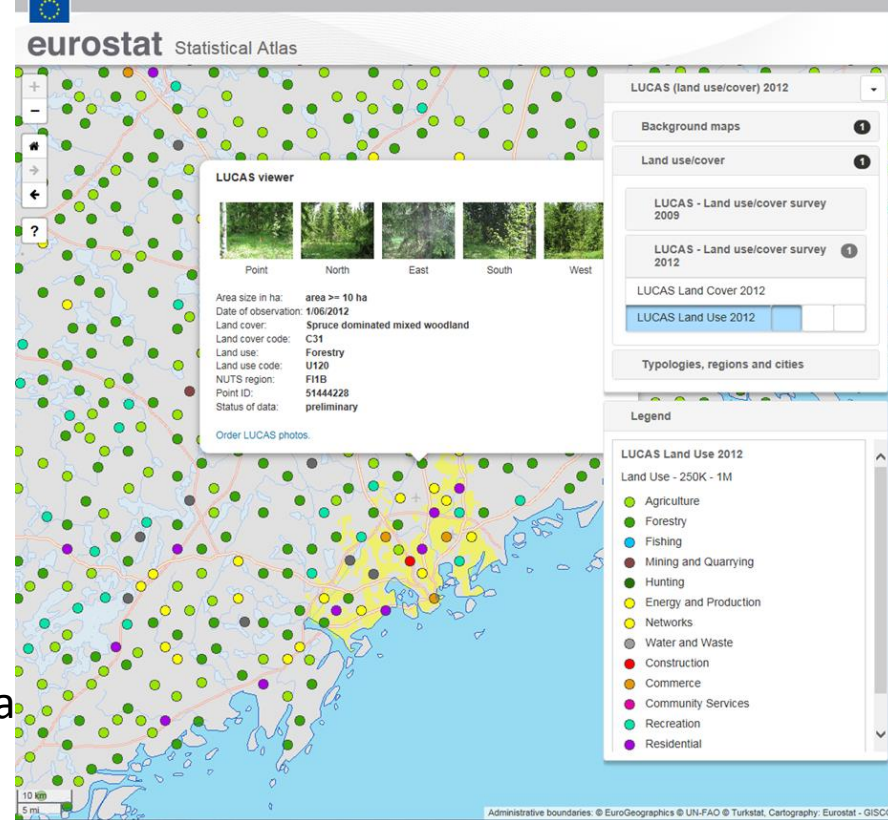 eurostat Statistical Atlas
LUCAS (land use/cover) 2012
Background maps 1
Land use/cover 1
LUCAS - Land use/cover survey
2009
LUCAS - Land use/cover survey 1
2012
LUCAS Land Cover 2012
LUCAS Land Use 2012
Typologies, regions and cities
+
-
?
LUCAS viewer
Point North East South West
Area size in ha: area >= 10 ha
Date of observation: 1/06/2012
Land cover: Spruce dominated mixed woodland
Land cover code: C31
Land use: Forestry
Land use code: U120
NUTS region: FI1B
Point ID: 51444228
Status of data: preliminary
Order LUCAS photos.
Legend
LUCAS Land Use 2012
Land Use - 250K - 1M
Agriculture
Forestry
Fishing
Mining and Quarrying
Hunting
Energy and Production
Networks
Water and Waste
Construction
Commerce
Community Services
Recreation
Residential
a
10 km
5 mi
Administrative boundaries: © EuroGeographics © UN-FAO © Turkstat, Cartography: Eurostat - GISCO